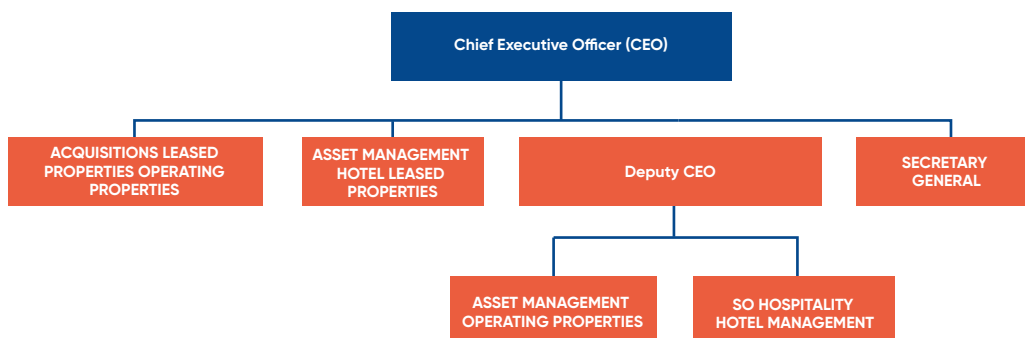 Chief Executive Officer (CEO)
ACQUISITIONS LEASED
PROPERTIES OPERATING
PROPERTIES
ASSET MANAGEMENT
HOTEL LEASED
PROPERTIES
Deputy CEO
SECRETARY
GENERAL
ASSET MANAGEMENT
OPERATING PROPERTIES
SO HOSPITALITY
HOTEL MANAGEMENT